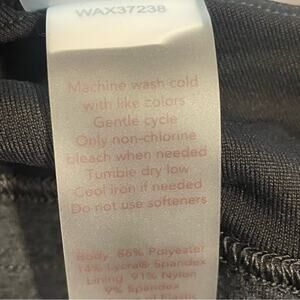 WAX37238
Machine wash cold
with like colors
Gentle cycle
Only non-chlorine
bleach when needed
Tumble dry low
Cool iron if needed
Do not use softeners
Body: 86% Polyester
14% Lycra® Spandex
Lining: 91% Nylon
9% Spandex